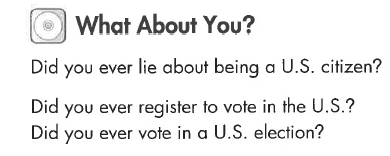 What About You?
Did you ever lie about being a U.S. citizen?
Did you ever register to vote in the U.S.?
Did you ever vote in a U.S. election?